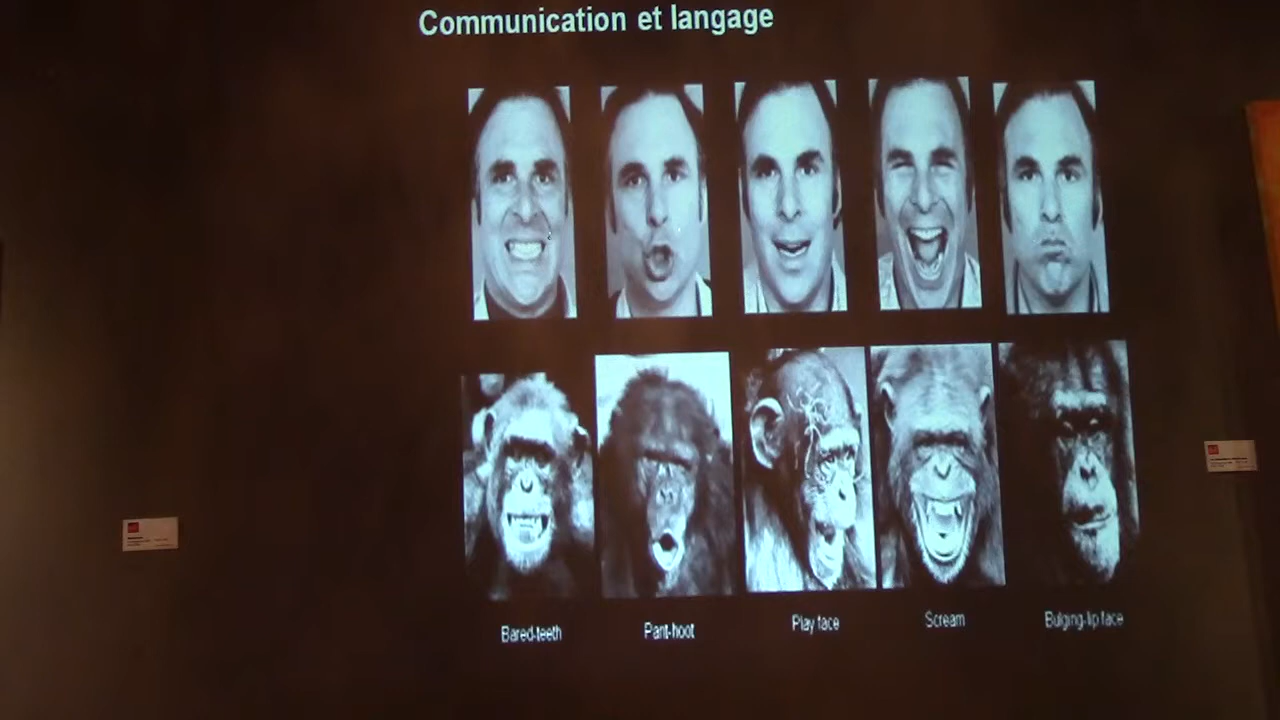 Communication et langage
Bared-teeth
Pant-hoot
Play face
Scream
Bulging-lip face